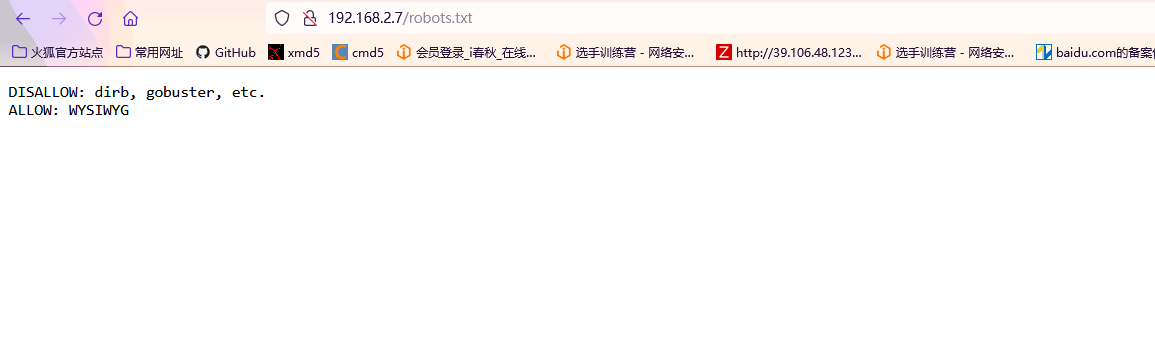 192.168.2.7/robots.txt
火狐官方站点 常用网址 GitHub xmd5 cmd5 会员登录_i春秋_在线... 选手训练营 - 网络安... http://39.106.48.123... 选手训练营 - 网络安... baidu.com的备案
DISALLOW: dirb, gobuster, etc.
ALLOW: WYSIWYG